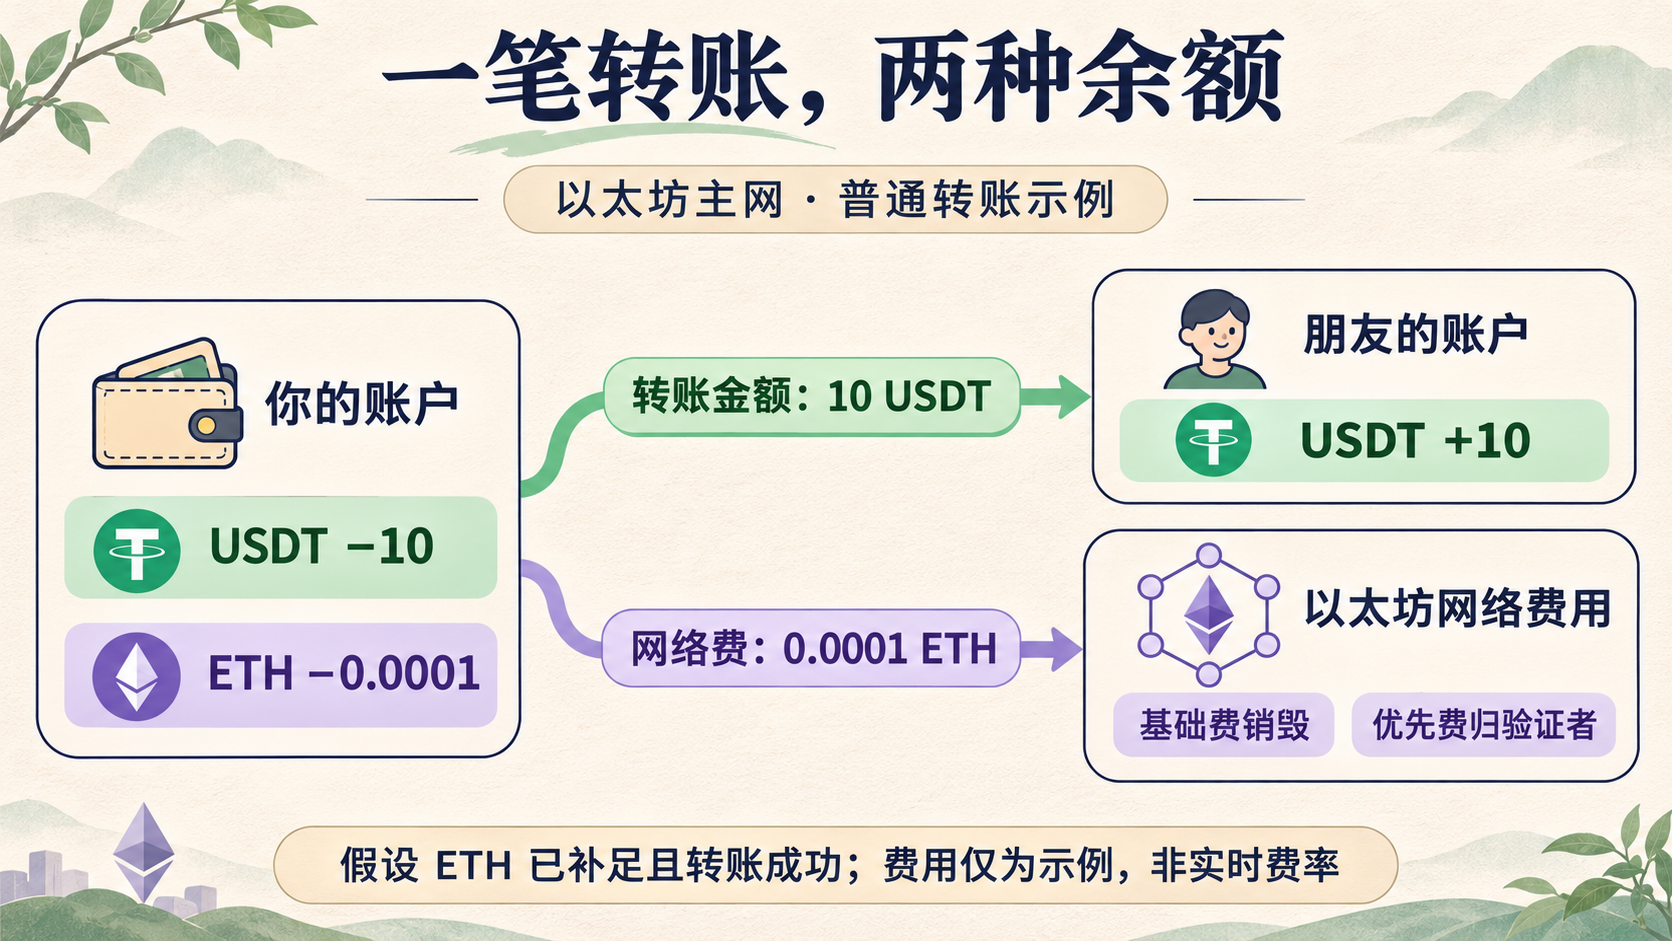 一笔转账，两种余额
以太坊主网 · 普通转账示例
你的账户
USDT −10
ETH −0.0001
转账金额：10 USDT
网络费：0.0001 ETH
朋友的账户
USDT +10
以太坊网络费用
基础费销毁
优先费归验证者
假设 ETH 已补足且转账成功；费用仅为示例，非实时费率